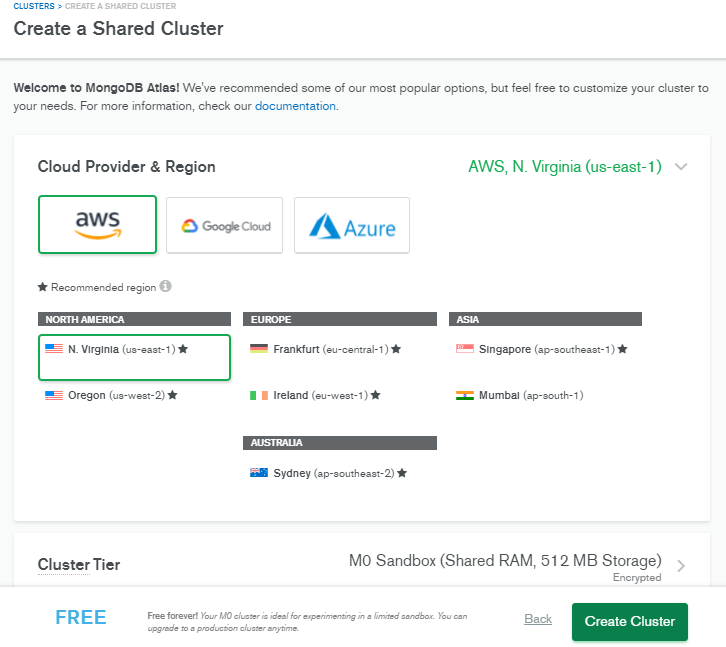 CLUSTERS > CREATE A SHARED CLUSTER
Create a Shared Cluster
Welcome to MongoDB Atlas! We've recommended some of our most popular options, but feel free to customize your cluster to
your needs. For more information, check our documentation.
Cloud Provider & Region
AWS, N. Virginia (us-east-1)
aws
Google Cloud
Azure
★ Recommended region
NORTH AMERICA
N. Virginia (us-east-1) ★
Oregon (us-west-2) ★
EUROPE
Frankfurt (eu-central-1) ★
Ireland (eu-west-1) ★
AUSTRALIA
Sydney (ap-southeast-2) ★
ASIA
Singapore (ap-southeast-1) ★
Mumbai (ap-south-1)
Cluster Tier
M0 Sandbox (Shared RAM, 512 MB Storage)
Encrypted
FREE
Free forever! Your M0 cluster is ideal for experimenting in a limited sandbox. You can
upgrade to a production cluster anytime.
Back
Create Cluster